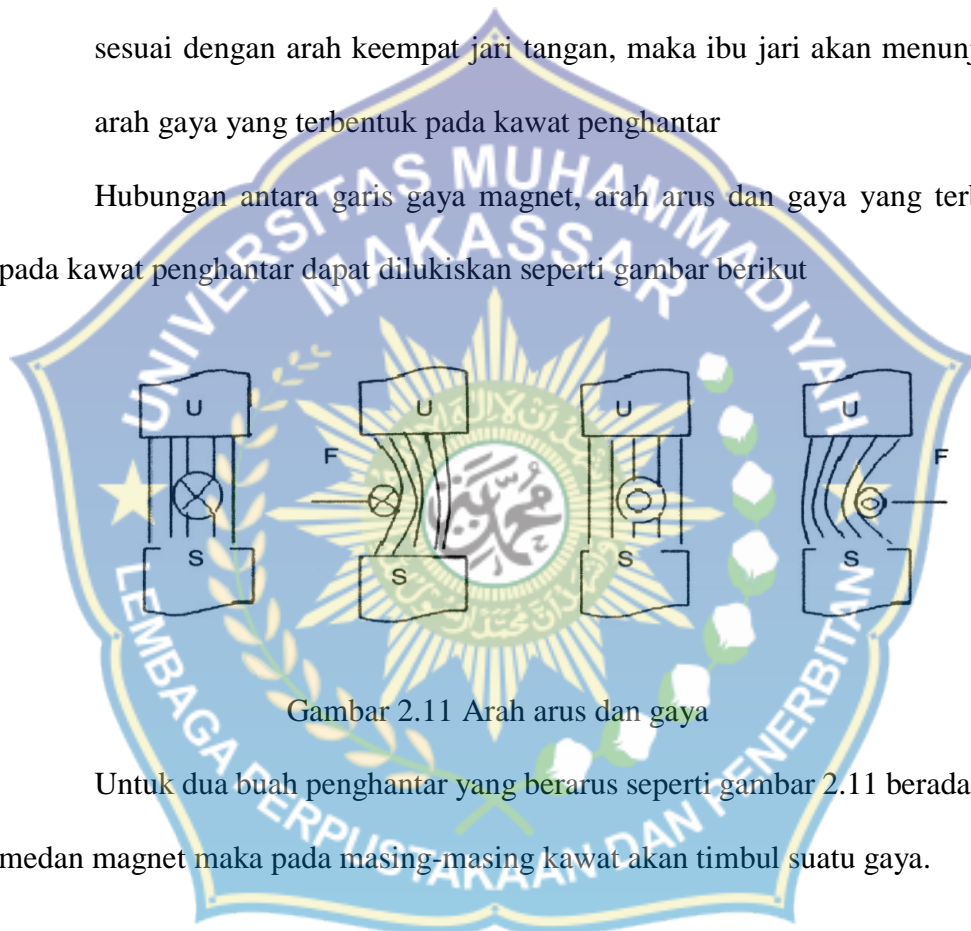 sesuai dengan arah keempat jari tangan, maka ibu jari akan menunj
arah gaya yang terbentuk pada kawat penghantar
Hubungan antara garis gaya magnet, arah arus dan gaya yang terb
pada kawat penghantar dapat dilukiskan seperti gambar berikut
UNIVERSITAS MUHAMMADIYAH
MAKASSAR
U U U U
F F
S S S S
محمد
LEMBAGA PERPUSTAKAAN DAN PENERBITAN
Gambar 2.11 Arah arus dan gaya
Untuk dua buah penghantar yang berarus seperti gambar 2.11 berada
medan magnet maka pada masing-masing kawat akan timbul suatu gaya.